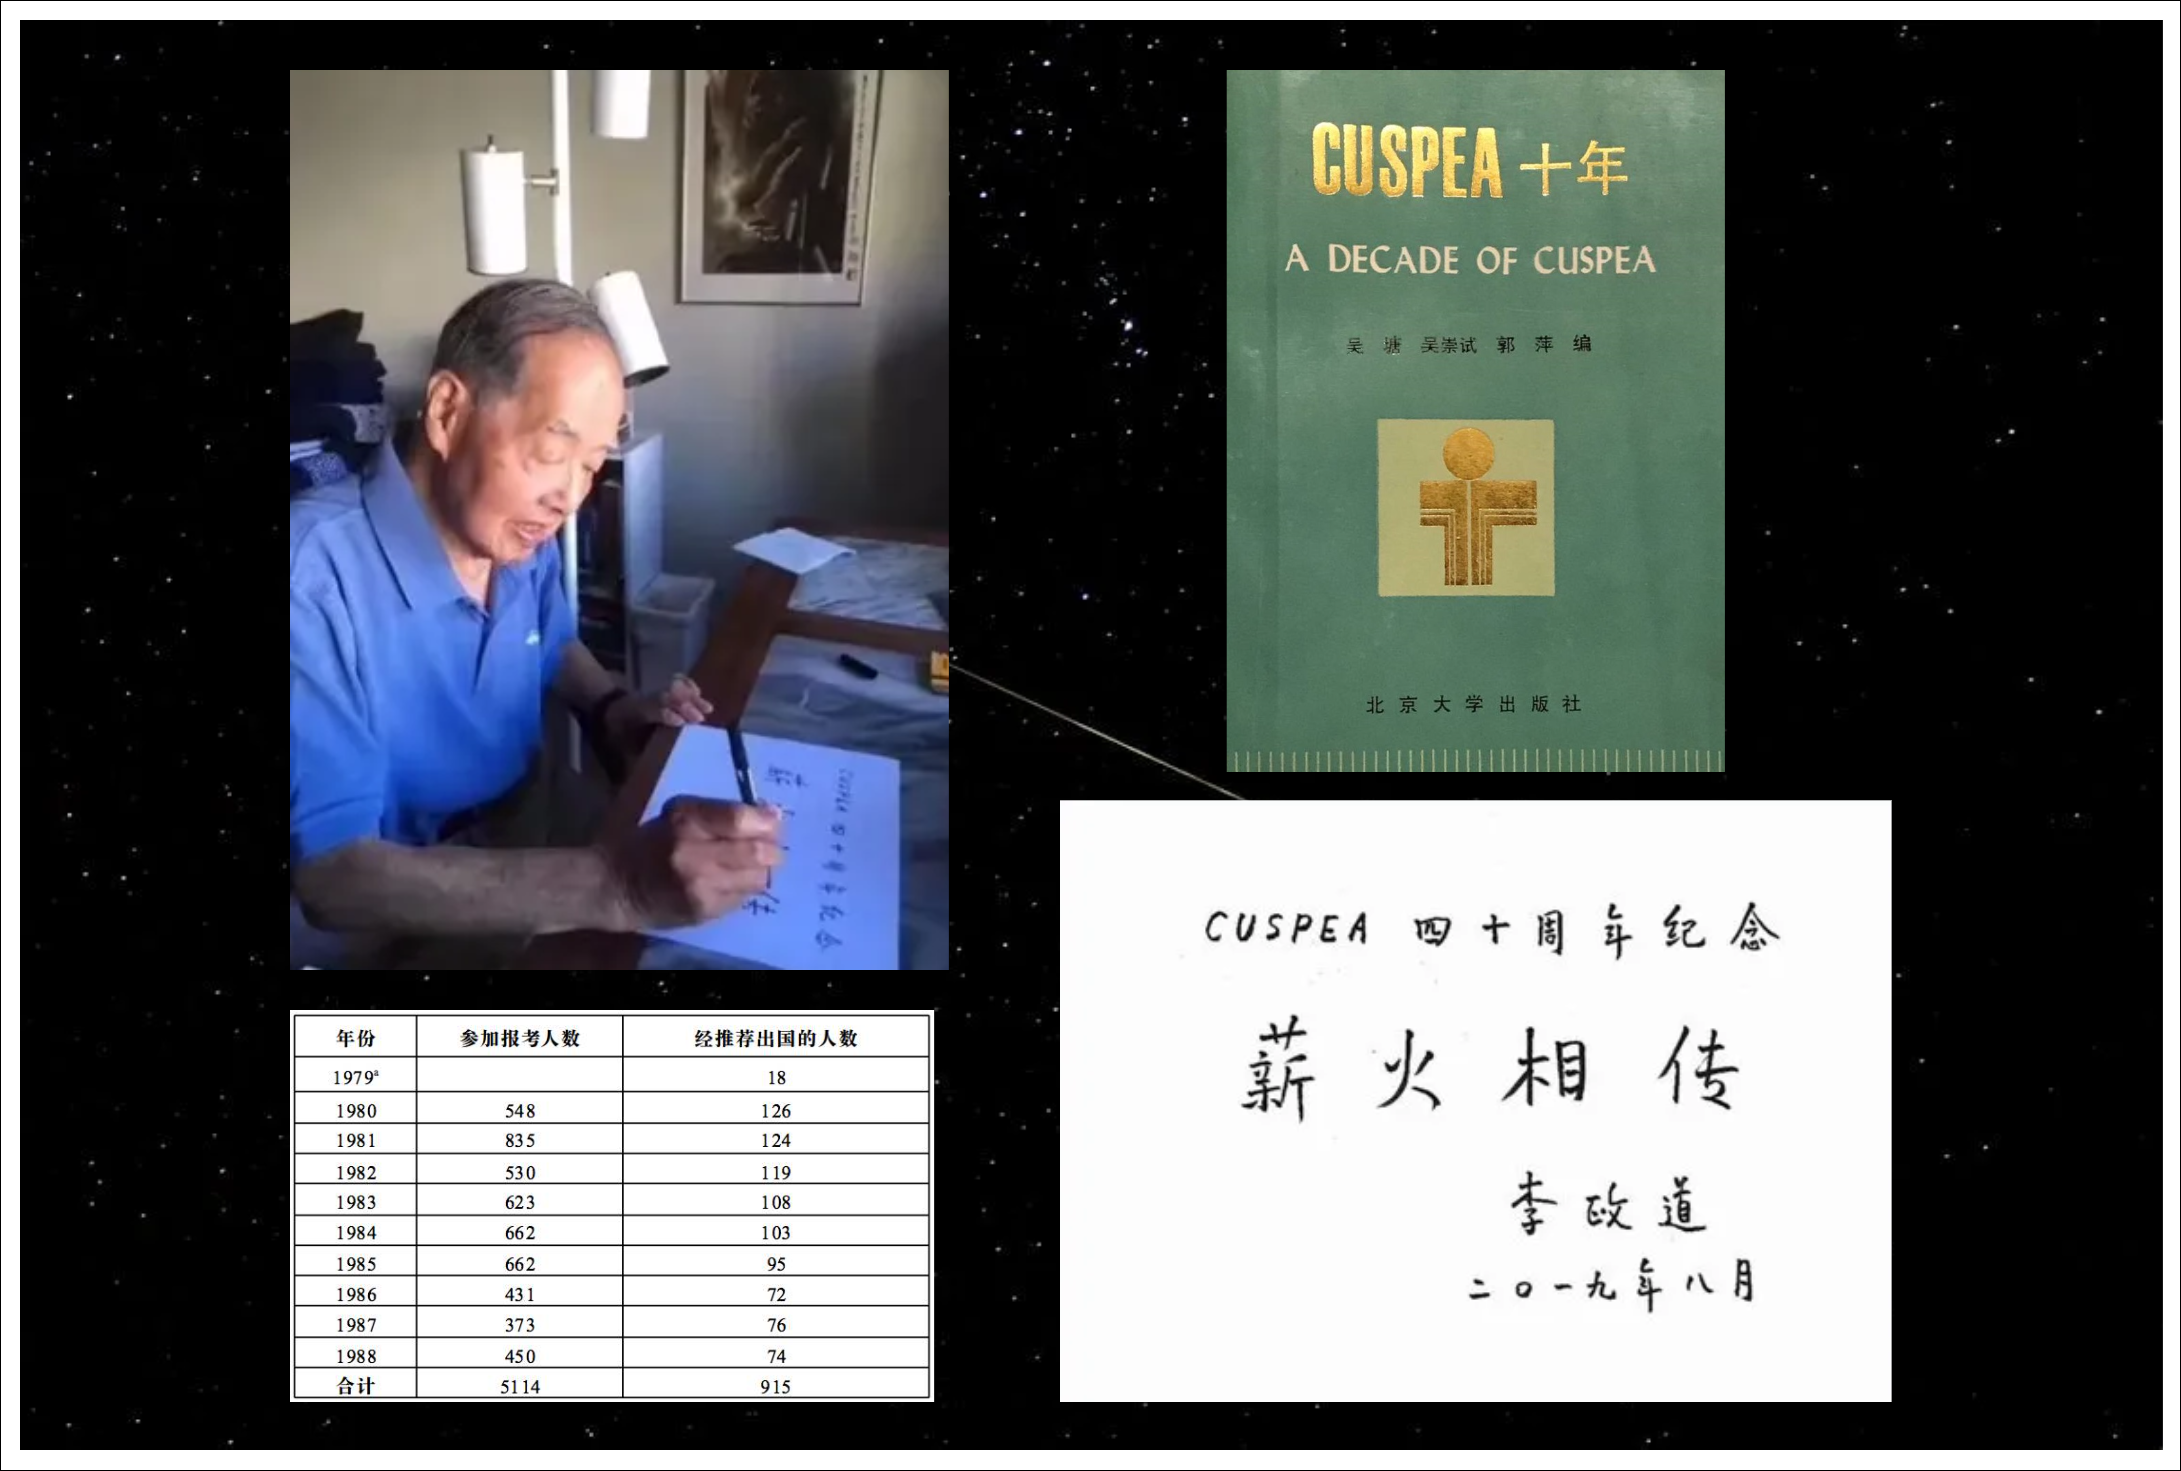 CUSPEA 十年
A DECADE OF CUSPEA
吴塘 吴崇试 郭萍 编
北京大学出版社
年份 参加报考人数 经推荐出国的人数
1979ᵃ 18
1980 548 126
1981 835 124
1982 530 119
1983 623 108
1984 662 103
1985 662 95
1986 431 72
1987 373 76
1988 450 74
合计 5114 915
CUSPEA 四十周年纪念
薪火相传
李政道
二〇一九年八月